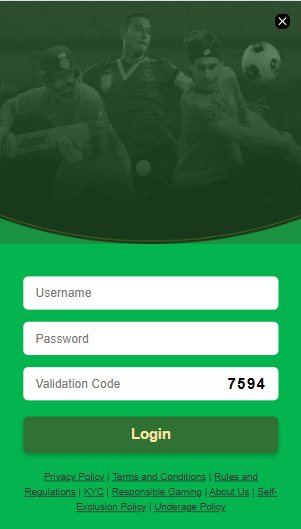 Username
Password
Validation Code 7594
Login
Privacy Policy | Terms and Conditions | Rules and
Regulations | KYC | Responsible Gaming | About Us | Self-
Exclusion Policy | Underage Policy